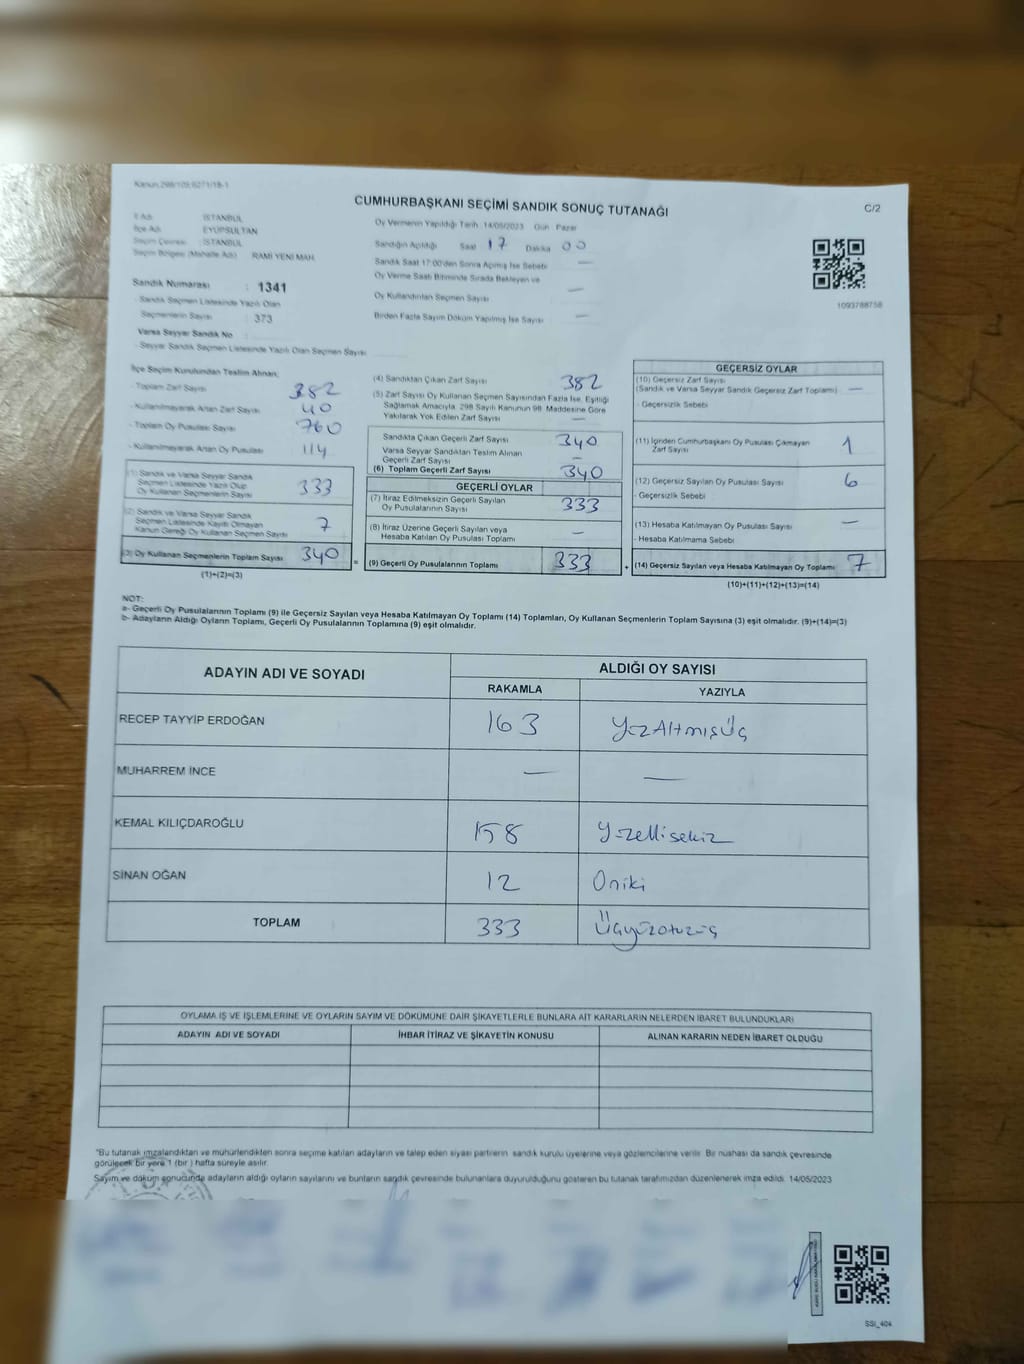 Kanun:298/109;6271/18-1
CUMHURBAŞKANI SEÇİMİ SANDIK SONUÇ TUTANAĞI
C/2
İl Adı : İSTANBUL
İlçe Adı : EYÜPSULTAN
Seçim Çevresi : İSTANBUL
Seçim Bölgesi (Mahalle Adı) : RAMİ YENİ MAH.
Sandık Numarası : 1341
- Sandık Seçmen Listesinde Yazılı Olan
Seçmenlerin Sayısı : 373
Varsa Seyyar Sandık No :
- Seyyar Sandık Seçmen Listesinde Yazılı Olan Seçmen Sayısı
Oy Vermenin Yapıldığı Tarih 14/05/2023 Gün Pazar
Sandığın Açıldığı Saat 17 Dakika 00
Sandık Saat 17:00'den Sonra Açılmış İse Sebebi —
Oy Verme Saati Bitiminde Sırada Bekleyen ve
Oy Kullandırılan Seçmen Sayısı —
Birden Fazla Sayım Döküm Yapılmış İse Sayısı —
1093788758
İlçe Seçim Kurulundan Teslim Alınan;
- Toplam Zarf Sayısı 382
- Kullanılmayarak Artan Zarf Sayısı 40
- Toplam Oy Pusulası Sayısı 760
- Kullanılmayarak Artan Oy Pusulası 114
(1) Sandık ve Varsa Seyyar Sandık
Seçmen Listesinde Yazılı Olup
Oy Kullanan Seçmenlerin Sayısı 333
(2) Sandık ve Varsa Seyyar Sandık
Seçmen Listesinde Kayıtlı Olmayan
Kanun Gereği Oy Kullanan Seçmen Sayısı 7
(3) Oy Kullanan Seçmenlerin Toplam Sayısı 340
(1)+(2)=(3)
(4) Sandıktan Çıkan Zarf Sayısı 382
(5) Zarf Sayısı Oy Kullanan Seçmen Sayısından Fazla İse, Eşitliği
Sağlamak Amacıyla, 298 Sayılı Kanunun 98. Maddesine Göre
Yakılarak Yok Edilen Zarf Sayısı —
Sandıkta Çıkan Geçerli Zarf Sayısı 340
Varsa Seyyar Sandıktan Teslim Alınan
Geçerli Zarf Sayısı —
(6) Toplam Geçerli Zarf Sayısı 340
GEÇERLİ OYLAR
(7) İtiraz Edilmeksizin Geçerli Sayılan
Oy Pusulalarının Sayısı 333
(8) İtiraz Üzerine Geçerli Sayılan veya
Hesaba Katılan Oy Pusulası Toplamı —
= (9) Geçerli Oy Pusulalarının Toplamı 333
GEÇERSİZ OYLAR
(10) Geçersiz Zarf Sayısı
(Sandık ve Varsa Seyyar Sandık Geçersiz Zarf Toplamı) —
- Geçersizlik Sebebi
(11) İçinden Cumhurbaşkanı Oy Pusulası Çıkmayan
Zarf Sayısı 1
(12) Geçersiz Sayılan Oy Pusulası Sayısı 6
- Geçersizlik Sebebi
(13) Hesaba Katılmayan Oy Pusulası Sayısı —
- Hesaba Katılmama Sebebi
+ (14) Geçersiz Sayılan veya Hesaba Katılmayan Oy Toplamı 7
(10)+(11)+(12)+(13)=(14)
NOT:
a- Geçerli Oy Pusulalarının Toplamı (9) ile Geçersiz Sayılan veya Hesaba Katılmayan Oy Toplamı (14) Toplamları, Oy Kullanan Seçmenlerin Toplam Sayısına (3) eşit olmalıdır. (9)+(14)=(3)
b- Adayların Aldığı Oyların Toplamı, Geçerli Oy Pusulalarının Toplamına (9) eşit olmalıdır.
ADAYIN ADI VE SOYADI
ALDIĞI OY SAYISI
RAKAMLA YAZIYLA
RECEP TAYYİP ERDOĞAN 163 YüzAltmışÜç
MUHARREM İNCE — —
KEMAL KILIÇDAROĞLU 158 Yüzellisekiz
SİNAN OĞAN 12 Oniki
TOPLAM 333 Üçyüzotuzüç
OYLAMA İŞ VE İŞLEMLERİNE VE OYLARIN SAYIM VE DÖKÜMÜNE DAİR ŞİKAYETLERLE BUNLARA AİT KARARLARIN NELERDEN İBARET BULUNDUKLARI
ADAYIN ADI VE SOYADI İHBAR İTİRAZ VE ŞİKAYETİN KONUSU ALINAN KARARIN NEDEN İBARET OLDUĞU
*Bu tutanak imzalandıktan ve mühürlendikten sonra seçime katılan adayların ve talep eden siyasi partilerin sandık kurulu üyelerine veya gözlemcilerine verilir. Bir nüshası da sandık çevresinde
görülecek bir yere 1 (bir ) hafta süreyle asılır.
Sayım ve döküm sonucunda adayların aldığı oyların sayılarını ve bunların sandık çevresinde bulunanlara duyurulduğunu gösteren bu tutanak tarafımızdan düzenlenerek imza edildi. 14/05/2023
SSI_404